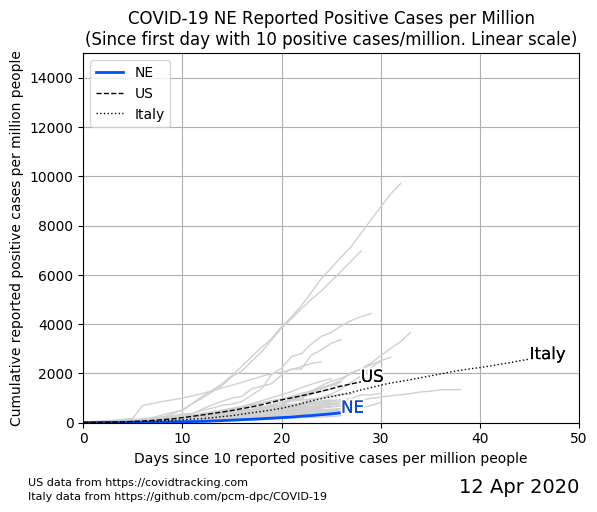 COVID-19 NE Reported Positive Cases per Million
(Since first day with 10 positive cases/million. Linear scale)
Cumulative reported positive cases per million people
14000
12000
10000
8000
6000
4000
2000
0
NE
US
Italy
Italy
US
NE
0 10 20 30 40 50
Days since 10 reported positive cases per million people
US data from https://covidtracking.com
Italy data from https://github.com/pcm-dpc/COVID-19
12 Apr 2020